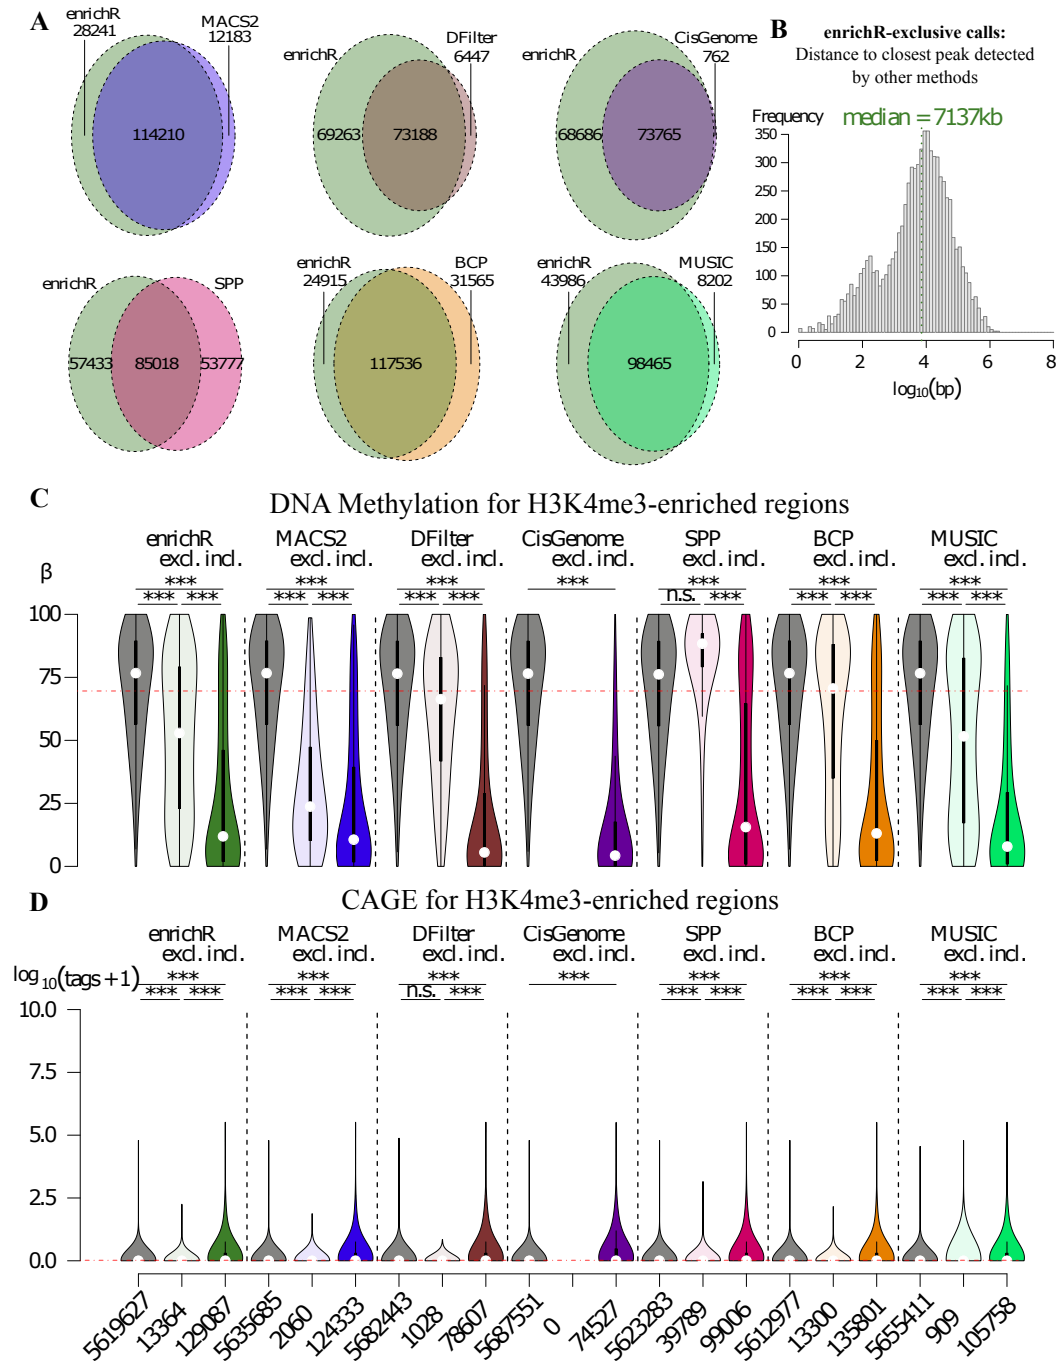 A
enrichR
28241
MACS2
12183
114210
enrichR
DFilter
6447
69263
73188
enrichR
CisGenome
762
68686
73765
enrichR
SPP
57433
85018
53777
enrichR
24915
BCP
31565
117536
enrichR
43986
MUSIC
8202
98465
B
enrichR-exclusive calls:
Distance to closest peak detected
by other methods
Frequency
median = 7137kb
350
300
250
200
150
100
50
0
0 2 4 6 8
log10(bp)
C
DNA Methylation for H3K4me3-enriched regions
enrichR MACS2 DFilter CisGenome SPP BCP MUSIC
excl. incl. excl. incl. excl. incl. excl. incl. excl. incl. excl. incl. excl. incl.
β
*** *** *** *** *** *** ***
*** *** *** *** *** *** n.s. *** *** *** *** ***
100
75
50
25
0
D
CAGE for H3K4me3-enriched regions
enrichR MACS2 DFilter CisGenome SPP BCP MUSIC
excl. incl. excl. incl. excl. incl. excl. incl. excl. incl. excl. incl. excl. incl.
log10(tags+1)
*** *** *** *** *** *** ***
*** *** *** *** n.s. *** *** *** *** *** *** ***
10.0
7.5
5.0
2.5
0.0
5619627 13364 129087 5635685 2060 124333 5682443 1028 78607 5687551 0 74527 5623283 39789 99006 5612977 13300 135801 5655411 909 105758